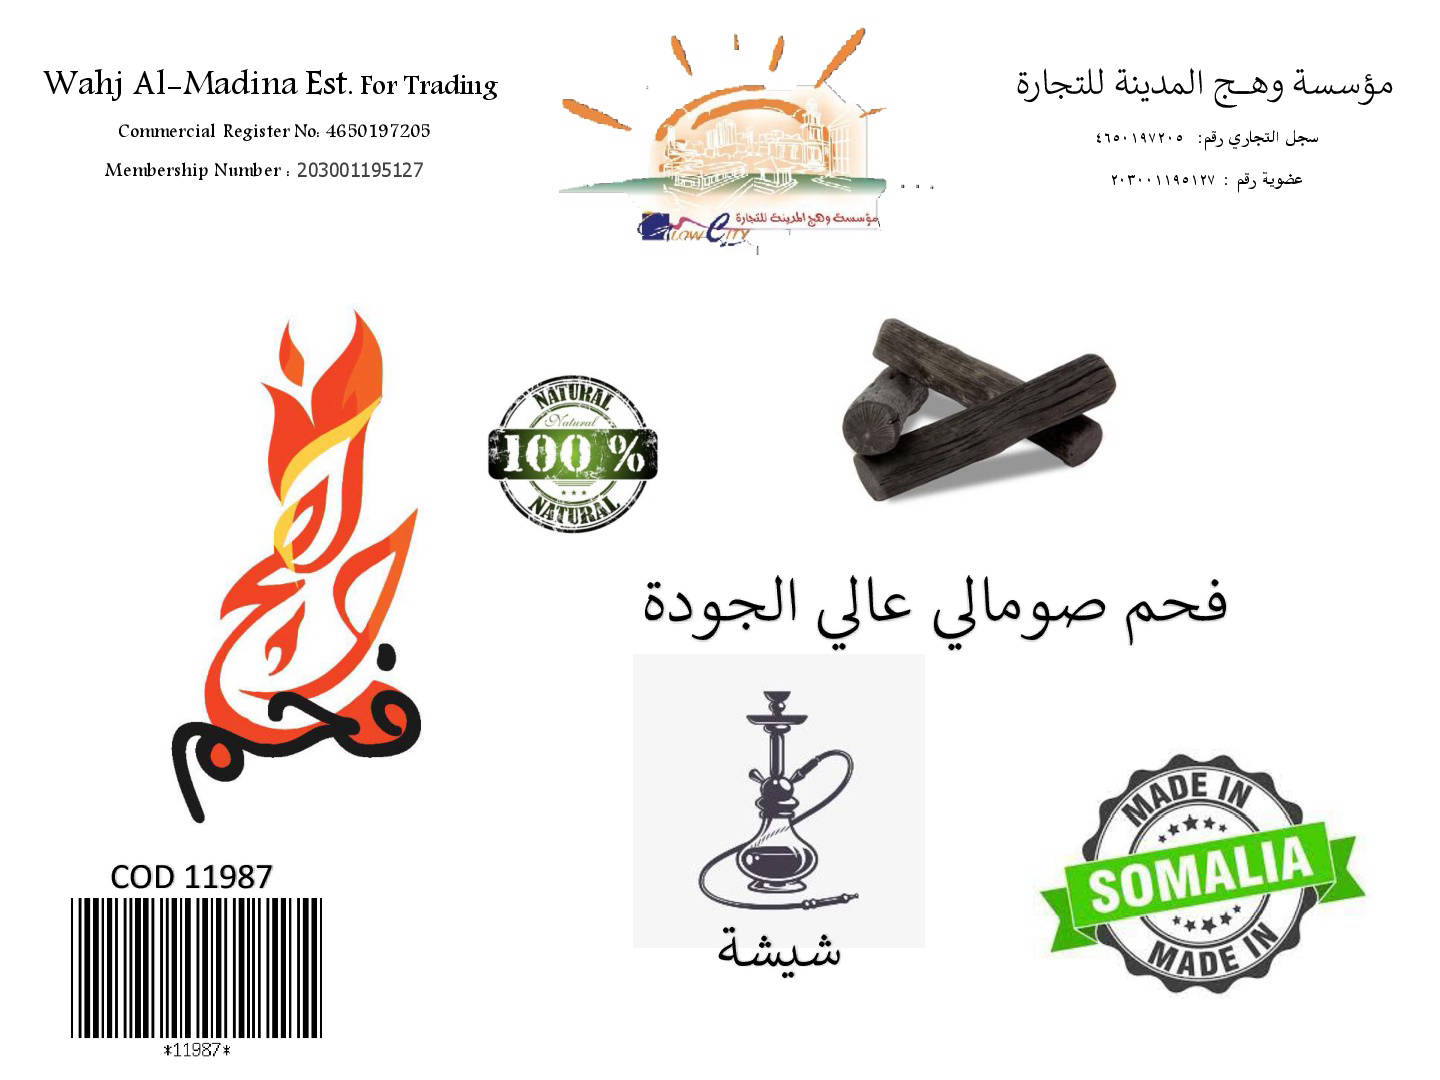 Wahj Al-Madina Est. For Trading
Commercial Register No: 4650197205
Membership Number : 203001195127
مؤسسة وهـج المدينة للتجارة
سجل التجاري رقم: ٤٦٥٠١٩٧٢٠٥
عضوية رقم : ٢٠٣٠٠١١٩٥١٢٧
مؤسسة وهج المدينة للتجارة
GLOW CITY
NATURAL
Natural
100 %
NATURAL
فحم
فحم صومالي عالي الجودة
شيشة
MADE IN
SOMALIA
MADE IN
COD 11987
*11987*